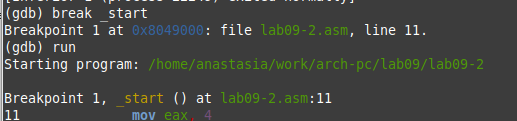 (gdb) break _start
Breakpoint 1 at 0x8049000: file lab09-2.asm, line 11.
(gdb) run
Starting program: /home/anastasia/work/arch-pc/lab09/lab09-2
Breakpoint 1, _start () at lab09-2.asm:11
11 mov eax, 4